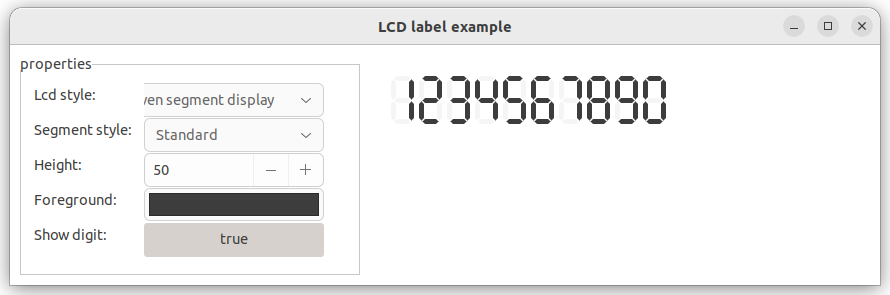 LCD label example
properties
Lcd style:
ven segment display
Segment style:
Standard
Height:
50
Foreground:
Show digit:
true
1234567890